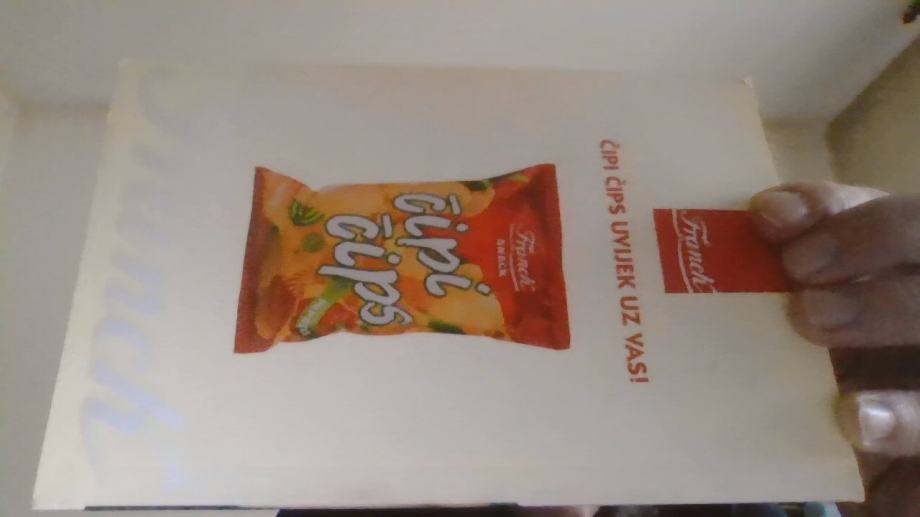 Franck
ČIPI ČIPS UVIJEK UZ VAS!
Franck
SNACK
čipi
čips
Franck